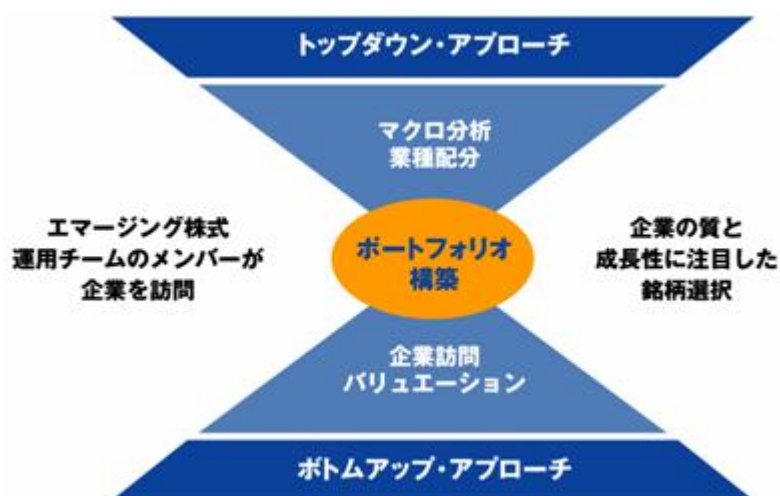 トップダウン・アプローチ
マクロ分析
業種配分
エマージング株式
運用チームのメンバーが
企業を訪問
ポートフォリオ
構築
企業の質と
成長性に注目した
銘柄選択
企業訪問
バリュエーション
ボトムアップ・アプローチ